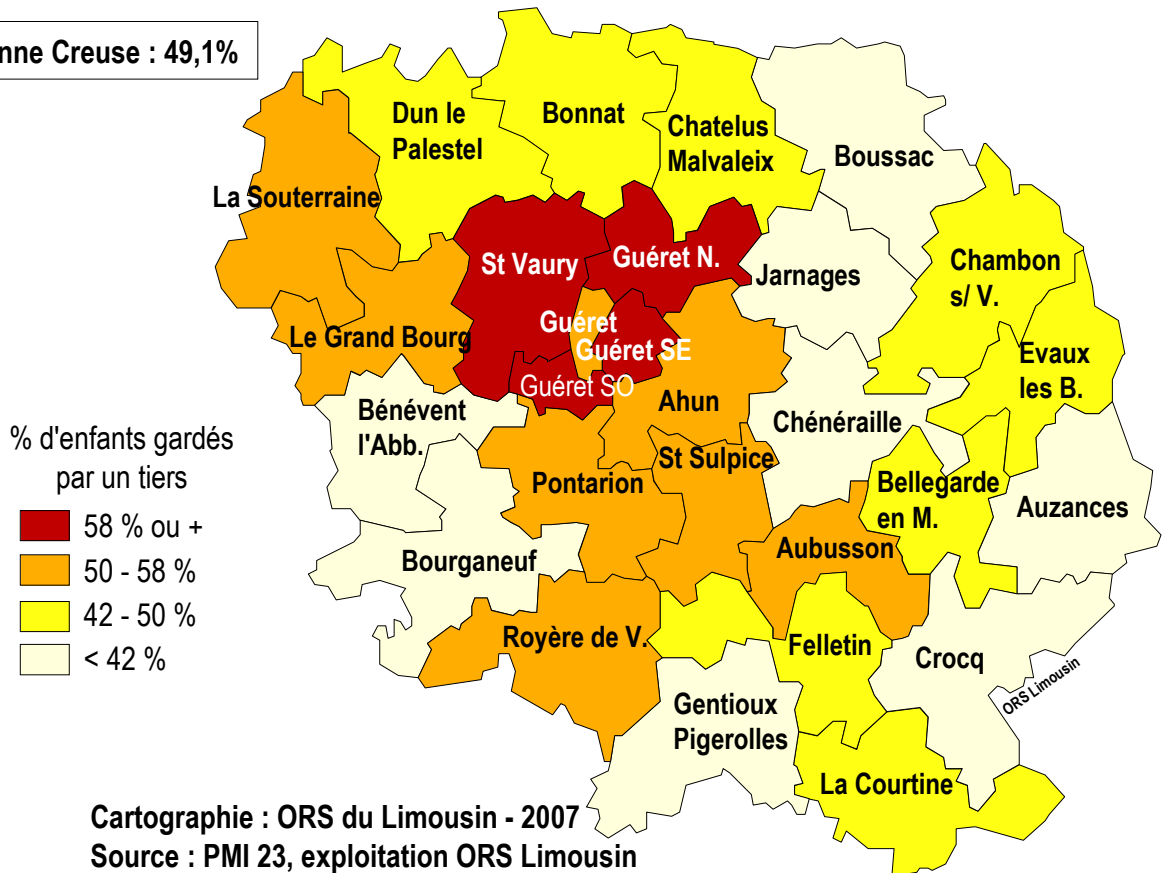 nne Creuse : 49,1%
Dun le
Palestel
Bonnat
Chatelus
Malvaleix
Boussac
La Souterraine
St Vaury
Guéret N.
Jarnages
Chambon
s/ V.
Le Grand Bourg
Guéret
Guéret SE
Guéret SO
Evaux
les B.
Bénévent
l'Abb.
Ahun
Chénéraille
% d'enfants gardés
par un tiers
58 % ou +
50 - 58 %
42 - 50 %
< 42 %
Pontarion
St Sulpice
Bellegarde
en M.
Auzances
Bourganeuf
Aubusson
Royère de V.
Felletin
Crocq
ORS Limousin
Gentioux
Pigerolles
La Courtine
Cartographie : ORS du Limousin - 2007
Source : PMI 23, exploitation ORS Limousin